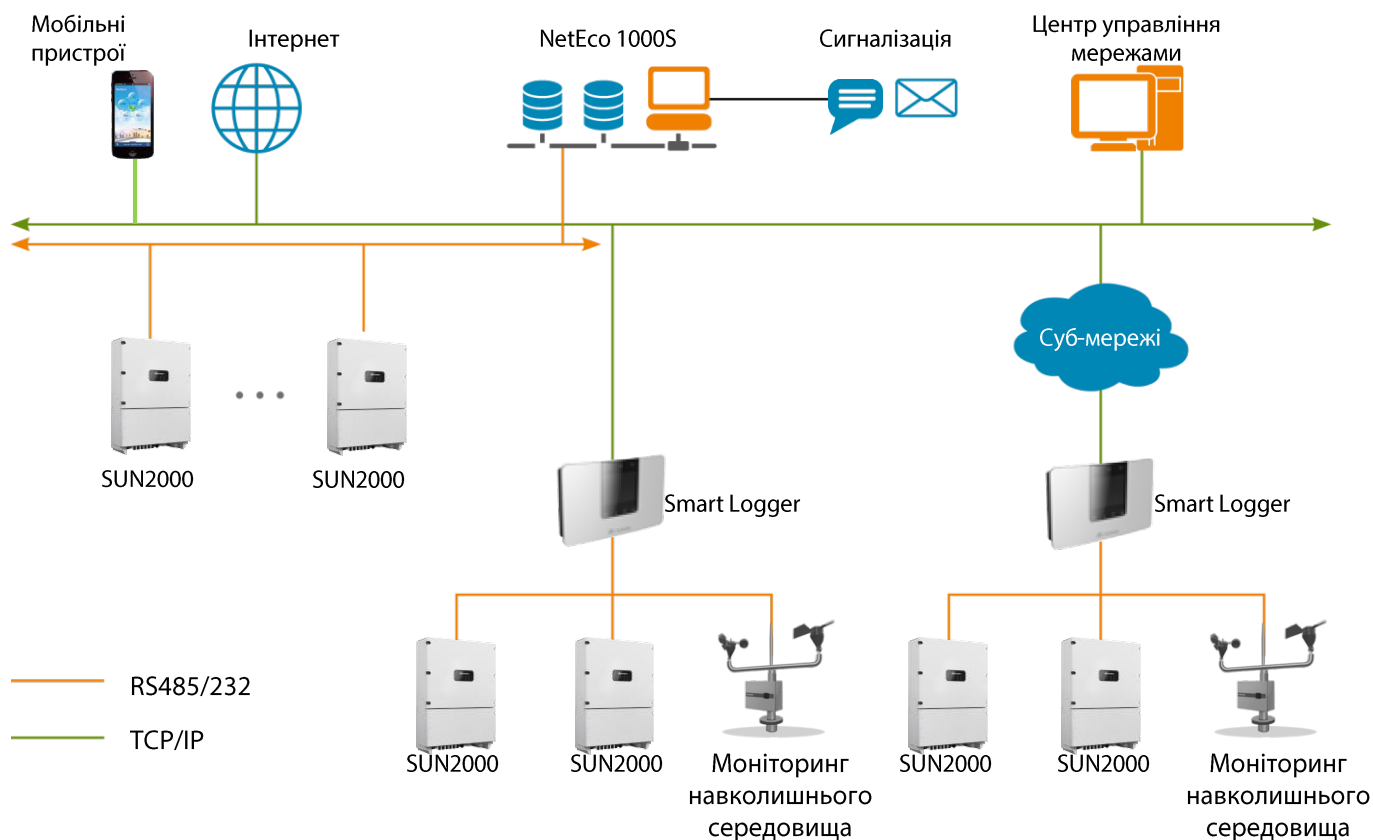 Мобільні
пристрої
Інтернет
NetEco 1000S
Сигналізація
Центр управління
мережами
Суб-мережі
SUN2000
SUN2000
Smart Logger
Smart Logger
RS485/232
TCP/IP
SUN2000
SUN2000
Моніторинг
навколишнього
середовища
SUN2000
SUN2000
Моніторинг
навколишнього
середовища